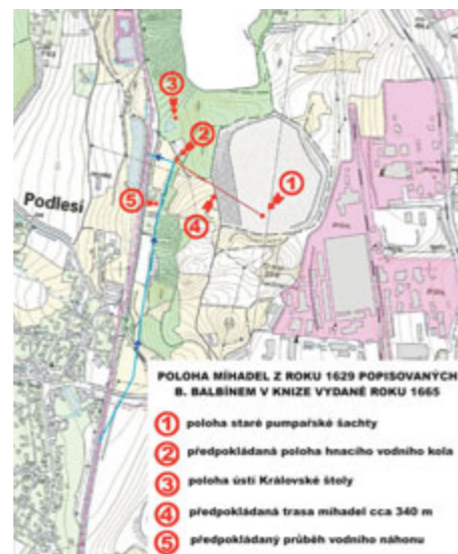 3
2
1
Podlesí
5
4
POLOHA MÍHADEL Z ROKU 1629 POPISOVANÝCH
B. BALBÍNEM V KNIZE VYDANÉ ROKU 1665
1 poloha staré pumpařské šachty
2 předpokládaná poloha hnacího vodního kola
3 poloha ústí Královské štoly
4 předpokládaná trasa míhadel cca 340 m
5 předpokládaný průběh vodního náhonu